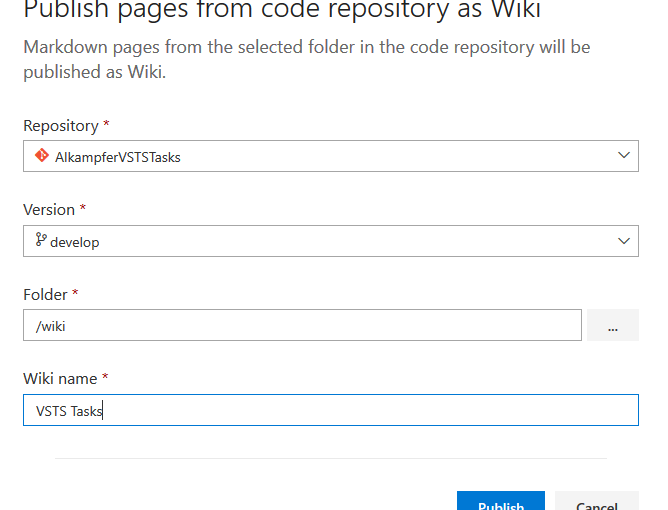 Publish pages from code repository as Wiki
Markdown pages from the selected folder in the code repository will be
published as Wiki.
Repository *
AlkampferVSTSTasks
Version *
develop
Folder *
/wiki
...
Wiki name *
VSTS Tasks
Publish
Cancel